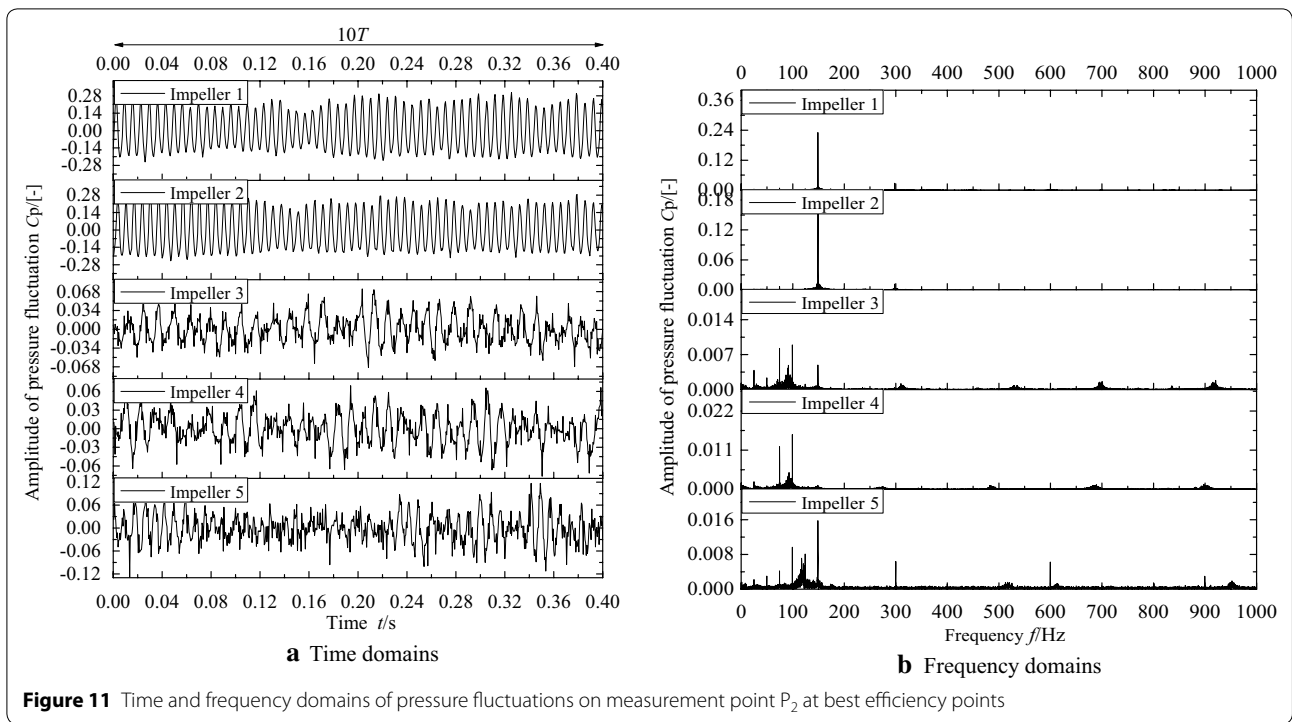 10T
0.00 0.04 0.08 0.12 0.16 0.20 0.24 0.28 0.32 0.36 0.40
Amplitude of pressure fluctuation Cp/[-]
Impeller 1
0.28
0.14
0.00
-0.14
-0.28
Impeller 2
0.28
0.14
0.00
-0.14
-0.28
Impeller 3
0.068
0.034
0.000
-0.034
-0.068
Impeller 4
0.06
0.03
0.00
-0.03
-0.06
Impeller 5
0.12
0.06
0.00
-0.06
-0.12
0.00 0.04 0.08 0.12 0.16 0.20 0.24 0.28 0.32 0.36 0.40
Time t/s
a Time domains
0 100 200 300 400 500 600 700 800 900 1000
Amplitude of pressure fluctuation Cp/[-]
Impeller 1
0.36
0.24
0.12
0.00
Impeller 2
0.18
0.12
0.06
0.00
Impeller 3
0.014
0.007
0.000
Impeller 4
0.022
0.011
0.000
Impeller 5
0.016
0.008
0.000
0 100 200 300 400 500 600 700 800 900 1000
Frequency f/Hz
b Frequency domains
Figure 11 Time and frequency domains of pressure fluctuations on measurement point P2 at best efficiency points